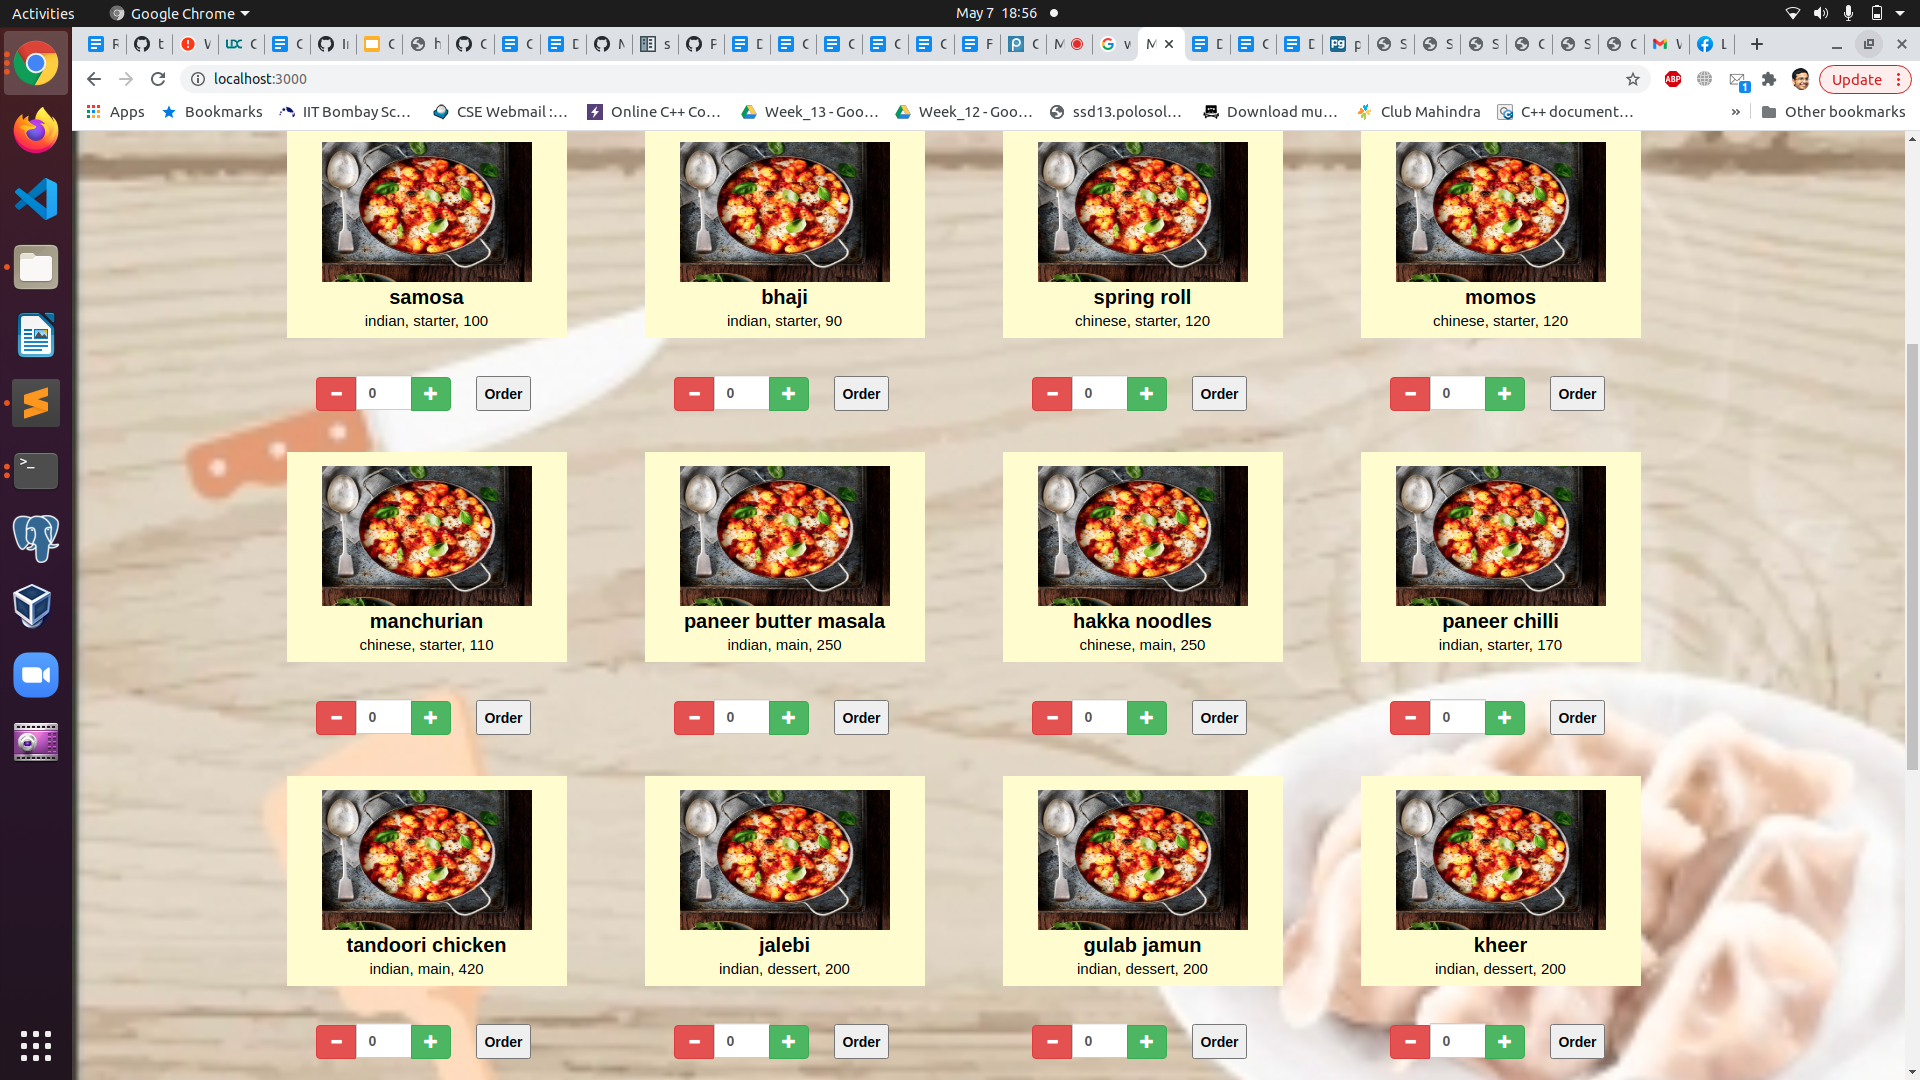 Activities Google Chrome May 7 18:56
localhost:3000 Update
Apps Bookmarks IIT Bombay Sc... CSE Webmail :... Online C++ Co... Week_13 - Goo... Week_12 - Goo... ssd13.polosol... Download mu... Club Mahindra C++ document... » Other bookmarks
samosa bhaji spring roll momos
indian, starter, 100 indian, starter, 90 chinese, starter, 120 chinese, starter, 120
0 Order 0 Order 0 Order 0 Order
manchurian paneer butter masala hakka noodles paneer chilli
chinese, starter, 110 indian, main, 250 chinese, main, 250 indian, starter, 170
0 Order 0 Order 0 Order 0 Order
tandoori chicken jalebi gulab jamun kheer
indian, main, 420 indian, dessert, 200 indian, dessert, 200 indian, dessert, 200
0 Order 0 Order 0 Order 0 Order